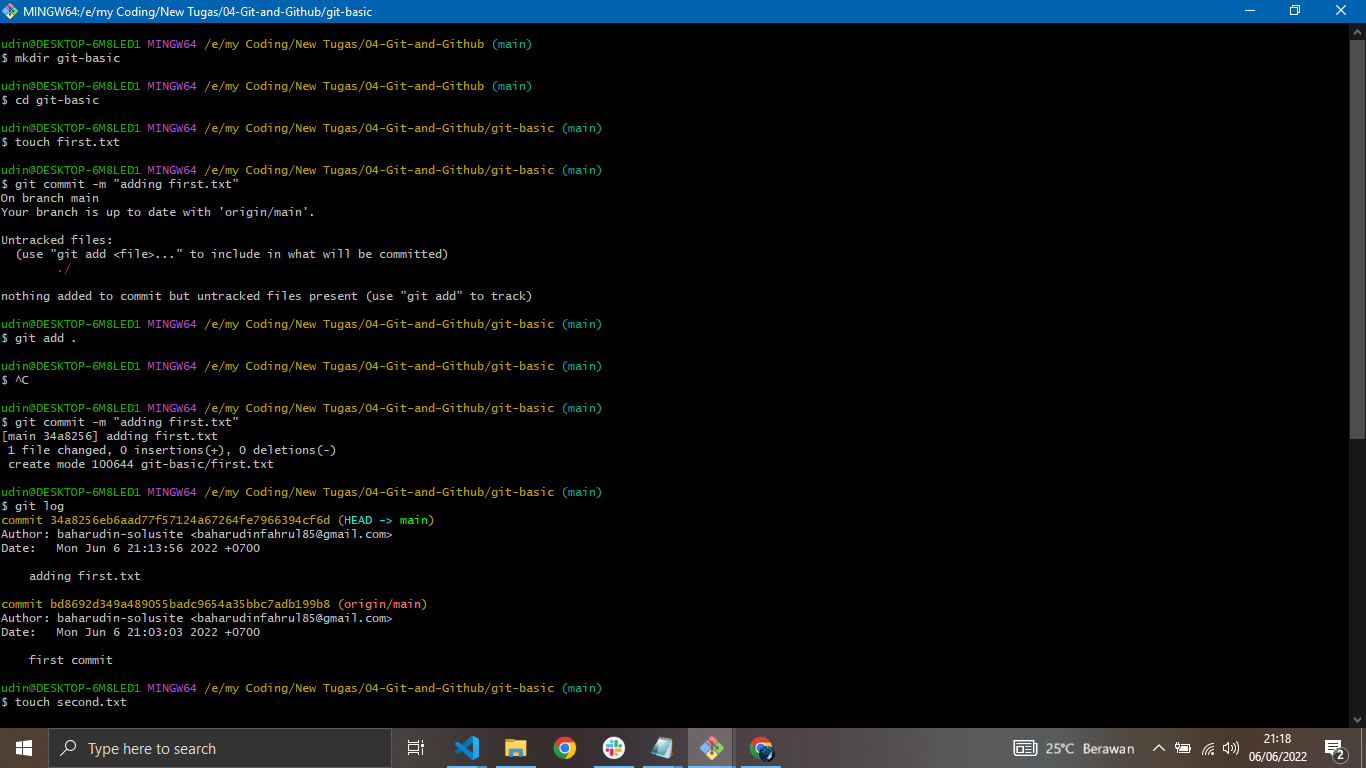 MINGW64:/e/my Coding/New Tugas/04-Git-and-Github/git-basic
udin@DESKTOP-6M8LED1 MINGW64 /e/my Coding/New Tugas/04-Git-and-Github (main)
$ mkdir git-basic
udin@DESKTOP-6M8LED1 MINGW64 /e/my Coding/New Tugas/04-Git-and-Github (main)
$ cd git-basic
udin@DESKTOP-6M8LED1 MINGW64 /e/my Coding/New Tugas/04-Git-and-Github/git-basic (main)
$ touch first.txt
udin@DESKTOP-6M8LED1 MINGW64 /e/my Coding/New Tugas/04-Git-and-Github/git-basic (main)
$ git commit -m "adding first.txt"
On branch main
Your branch is up to date with 'origin/main'.
Untracked files:
  (use "git add <file>..." to include in what will be committed)
        ./
nothing added to commit but untracked files present (use "git add" to track)
udin@DESKTOP-6M8LED1 MINGW64 /e/my Coding/New Tugas/04-Git-and-Github/git-basic (main)
$ git add .
udin@DESKTOP-6M8LED1 MINGW64 /e/my Coding/New Tugas/04-Git-and-Github/git-basic (main)
$ ^C
udin@DESKTOP-6M8LED1 MINGW64 /e/my Coding/New Tugas/04-Git-and-Github/git-basic (main)
$ git commit -m "adding first.txt"
[main 34a8256] adding first.txt
 1 file changed, 0 insertions(+), 0 deletions(-)
 create mode 100644 git-basic/first.txt
udin@DESKTOP-6M8LED1 MINGW64 /e/my Coding/New Tugas/04-Git-and-Github/git-basic (main)
$ git log
commit 34a8256eb6aad77f57124a67264fe7966394cf6d (HEAD -> main)
Author: baharudin-solusite <baharudinfahrul85@gmail.com>
Date:   Mon Jun 6 21:13:56 2022 +0700
    adding first.txt
commit bd8692d349a489055badc9654a35bbc7adb199b8 (origin/main)
Author: baharudin-solusite <baharudinfahrul85@gmail.com>
Date:   Mon Jun 6 21:03:03 2022 +0700
    first commit
udin@DESKTOP-6M8LED1 MINGW64 /e/my Coding/New Tugas/04-Git-and-Github/git-basic (main)
$ touch second.txt
Type here to search
25°C Berawan
21:18
06/06/2022
2